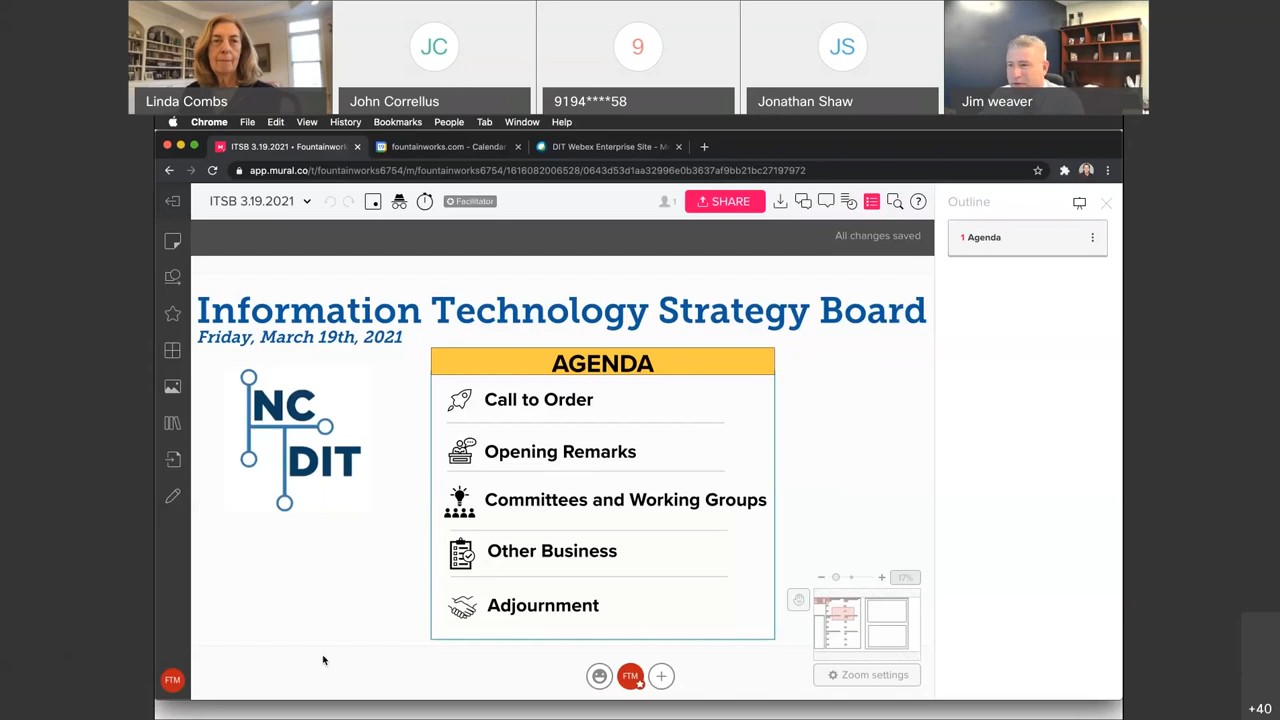 JC
9
JS
Linda Combs
John Correllus
9194****58
Jonathan Shaw
Jim weaver
Chrome File Edit View History Bookmarks People Tab Window Help
ITSB 3.19.2021 • Fountainwork
fountainworks.com - Calendar
DIT Webex Enterprise Site - M
app.mural.co/t/fountainworks6754/m/fountainworks6754/1616082006528/0643d53d1aa32996e0b3637af9bb21bc27197972
ITSB 3.19.2021
Facilitator
1
SHARE
Outline
All changes saved
1 Agenda
Information Technology Strategy Board
Friday, March 19th, 2021
AGENDA
NC
DIT
Call to Order
Opening Remarks
Committees and Working Groups
Other Business
Adjournment
17%
Zoom settings
FTM
FTM
+40